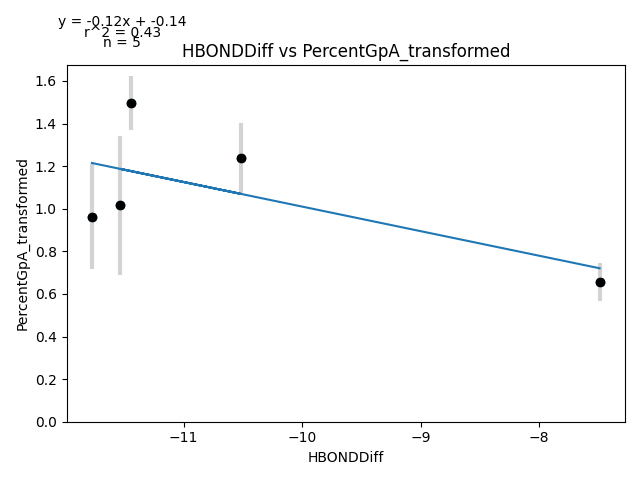 y = -0.12x + -0.14
r^2 = 0.43
n = 5
HBONDDiff vs PercentGpA_transformed
1.6
1.4
1.2
1.0
0.8
0.6
0.4
0.2
0.0
PercentGpA_transformed
−11
−10
−9
−8
HBONDDiff